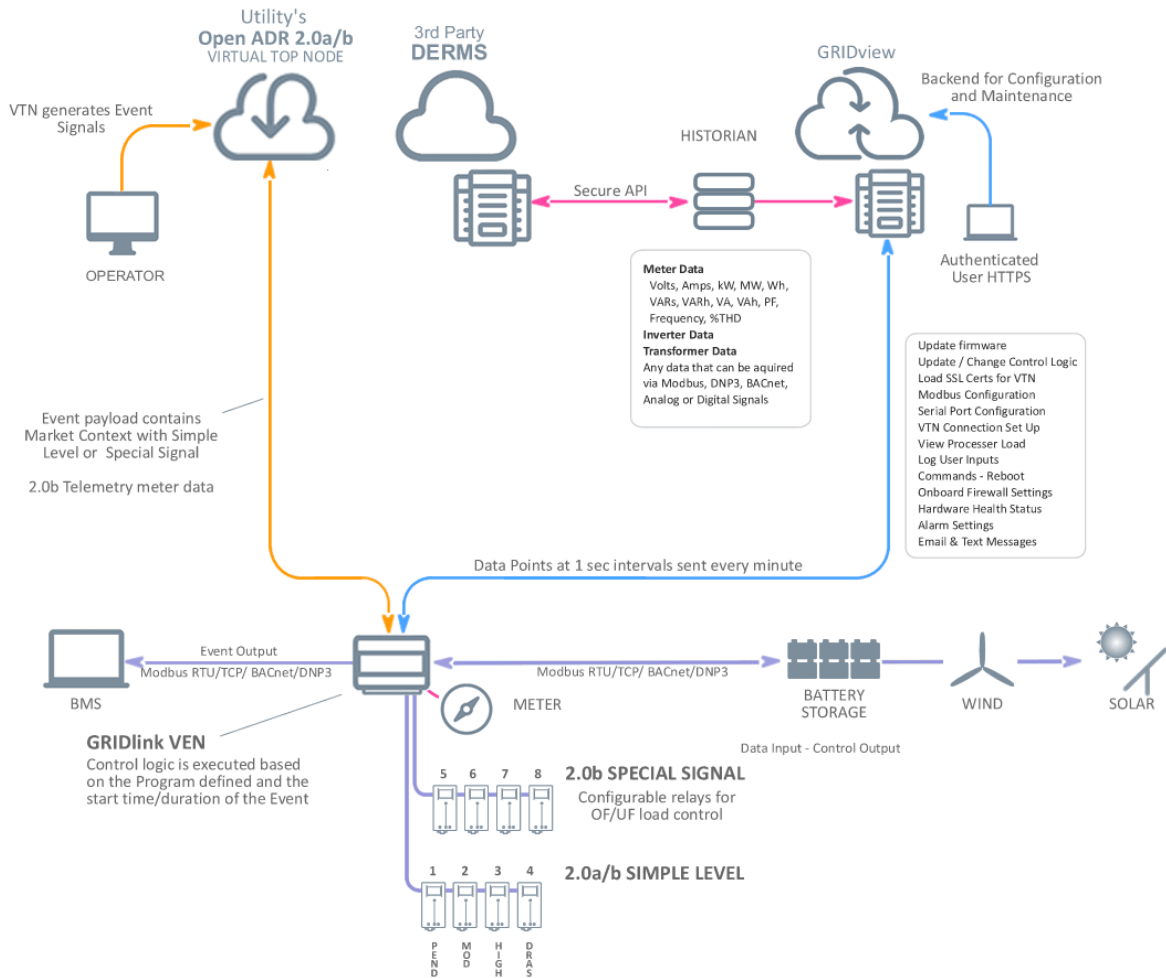 Utility's
Open ADR 2.0a/b
VIRTUAL TOP NODE
3rd Party
DERMS
GRIDview
VTN generates Event
Signals
Backend for Configuration
and Maintenance
HISTORIAN
Secure API
OPERATOR
Authenticated
User HTTPS
Meter Data
Volts, Amps, kW, MW, Wh,
VARs, VARh, VA, VAh, PF,
Frequency, %THD
Inverter Data
Transformer Data
Any data that can be aquired
via Modbus, DNP3, BACnet,
Analog or Digital Signals
Update firmware
Update / Change Control Logic
Load SSL Certs for VTN
Modbus Configuration
Serial Port Configuration
VTN Connection Set Up
View Processer Load
Log User Inputs
Commands - Reboot
Onboard Firewall Settings
Hardware Health Status
Alarm Settings
Email & Text Messages
Event payload contains
Market Context with Simple
Level or Special Signal
2.0b Telemetry meter data
Data Points at 1 sec intervals sent every minute
Event Output
Modbus RTU/TCP/ BACnet/DNP3
Modbus RTU/TCP/ BACnet/DNP3
BMS
METER
BATTERY
STORAGE
WIND
SOLAR
Data Input - Control Output
GRIDlink VEN
Control logic is executed based
on the Program defined and the
start time/duration of the Event
5 6 7 8
2.0b SPECIAL SIGNAL
Configurable relays for
OF/UF load control
1 2 3 4
2.0a/b SIMPLE LEVEL
PEND MOD HIGH DRAS